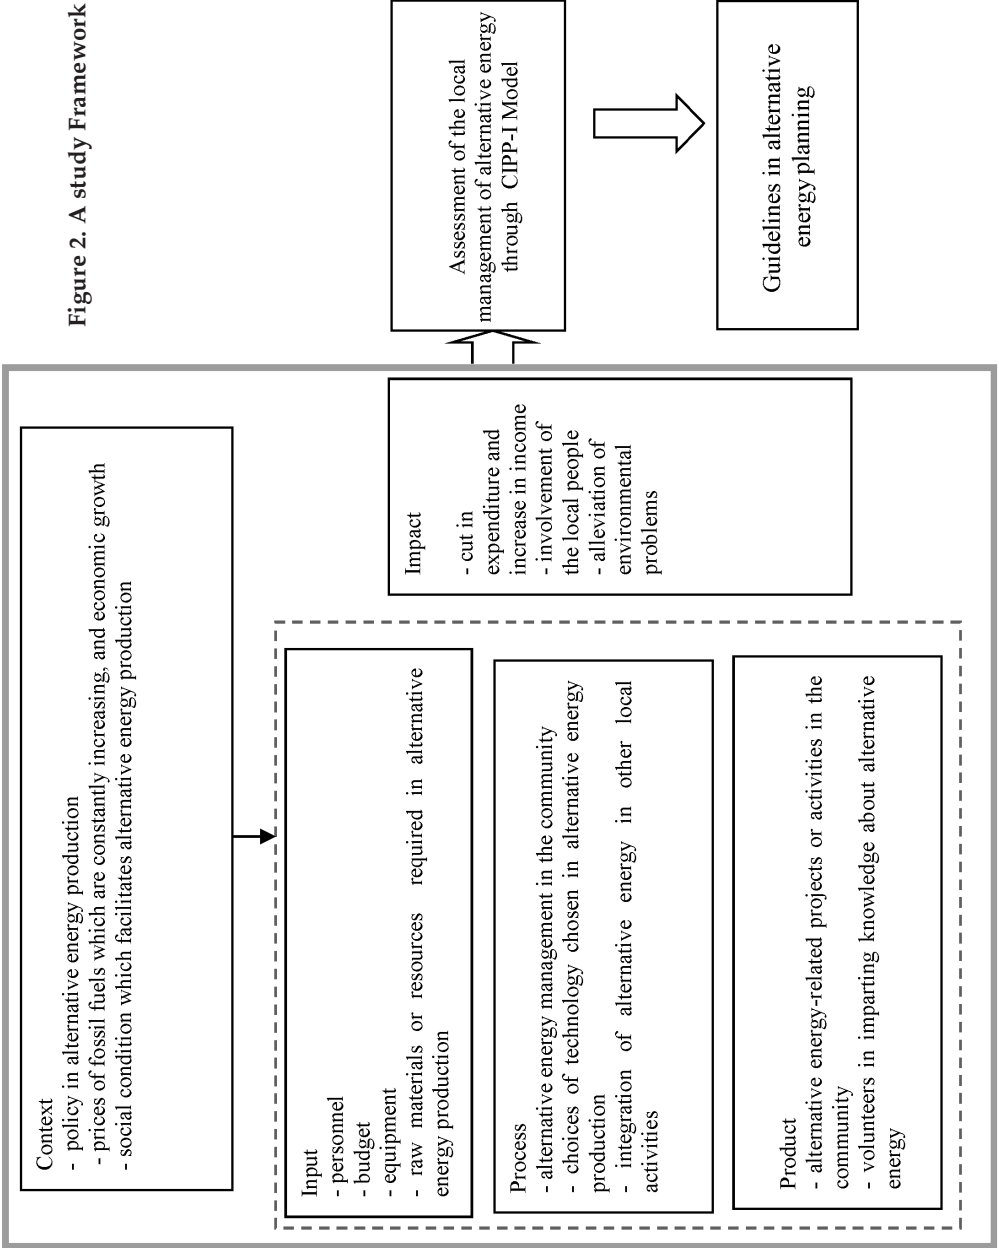 Figure 2. A study Framework
Context
- policy in alternative energy production
- prices of fossil fuels which are constantly increasing, and economic growth
- social condition which facilitates alternative energy production
Input
- personnel
- budget
- equipment
- raw materials or resources required in alternative
energy production
Process
- alternative energy management in the community
- choices of technology chosen in alternative energy
production
- integration of alternative energy in other local
activities
Product
- alternative energy-related projects or activities in the
community
- volunteers in imparting knowledge about alternative
energy
Impact
- cut in
expenditure and
increase in income
- involvement of
the local people
- alleviation of
environmental
problems
Assessment of the local
management of alternative energy
through CIPP-I Model
Guidelines in alternative
energy planning